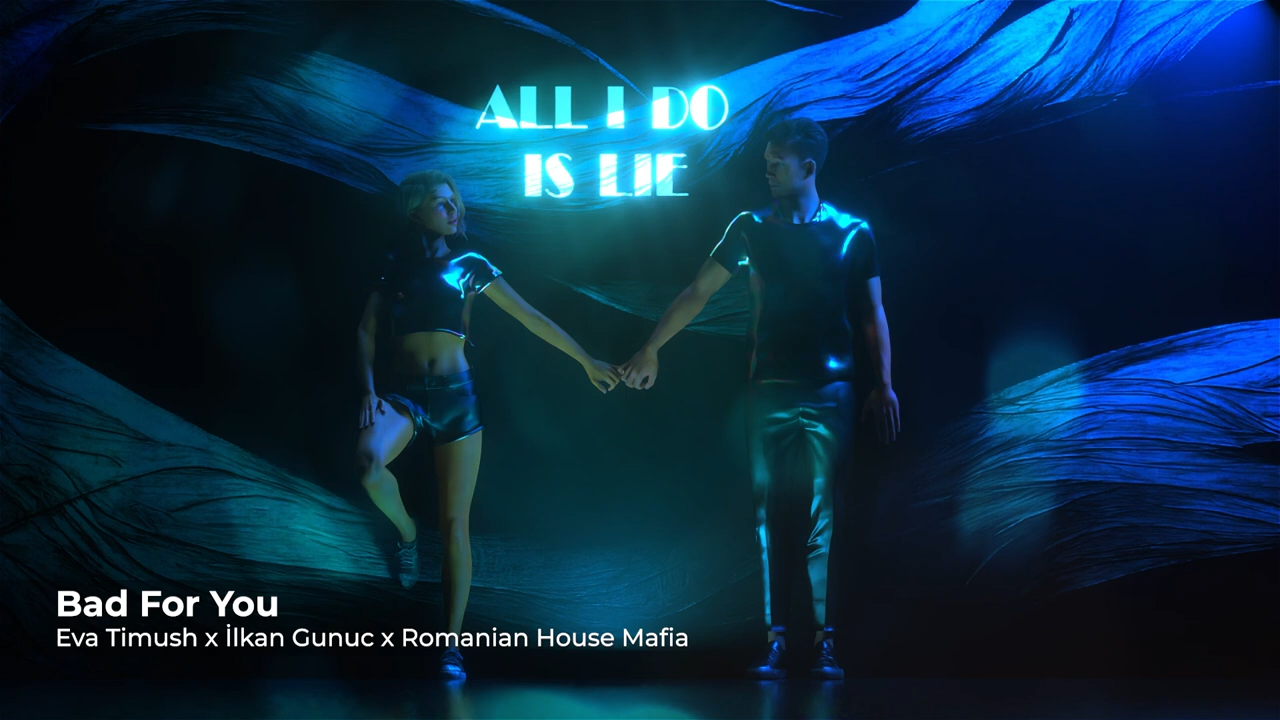 ALL I DO
IS LIE
Bad For You
Eva Timush x İlkan Gunuc x Romanian House Mafia